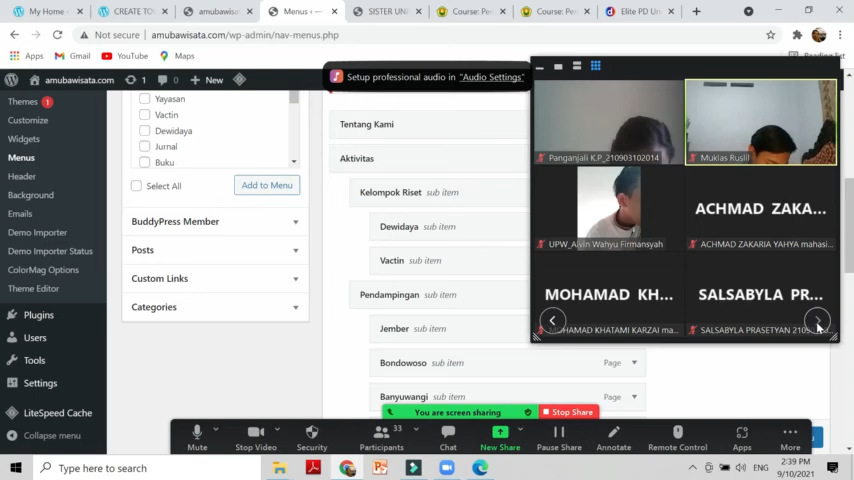 My Home
CREATE TO
amubawisata
Menus ‹
SISTER UNA
Course: Pe
Course: Pe
Elite PD Un
Not secure
amubawisata.com/wp-admin/nav-menus.php
Apps
Gmail
YouTube
Maps
Reading list
amubawisata.com
1
0
+ New
Setup professional audio in "Audio Settings"
Themes 1
Customize
Widgets
Menus
Header
Background
Emails
Demo Importer
Demo Importer Status
ColorMag Options
Theme Editor
Plugins
Users
Tools
Settings
LiteSpeed Cache
Collapse menu
Yayasan
Vactin
Dewidaya
Jurnal
Buku
Select All
Add to Menu
BuddyPress Member
Posts
Custom Links
Categories
Tentang Kami
Aktivitas
Kelompok Riset sub item
Dewidaya sub item
Vactin sub item
Pendampingan sub item
Jember sub item
Bondowoso sub item
Page
Banyuwangi sub item
Page
Panganjali K.P_210903102014
Muklas Ruslil
UPW_Alvin Wahyu Firmansyah
ACHMAD ZAKA...
ACHMAD ZAKARIA YAHYA mahasi...
MOHAMAD KH...
MOHAMAD KHATAMI KARZAI ma...
SALSABYLA PR...
SALSABYLA PRASETYAN
You are screen sharing
Stop Share
Mute
Stop Video
Security
33
Participants
Chat
New Share
Pause Share
Annotate
Remote Control
Apps
More
Type here to search
ENG
2:39 PM
9/10/2021